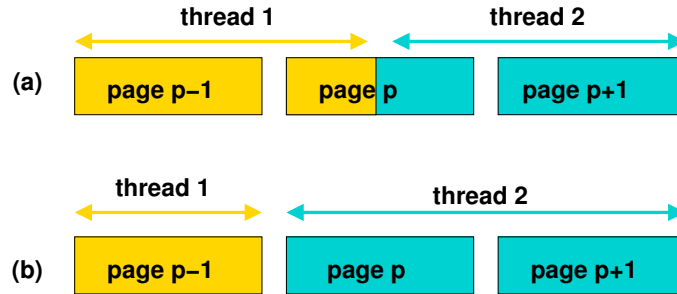 thread 1 thread 2
(a) page p−1 page p page p+1
thread 1 thread 2
(b) page p−1 page p page p+1